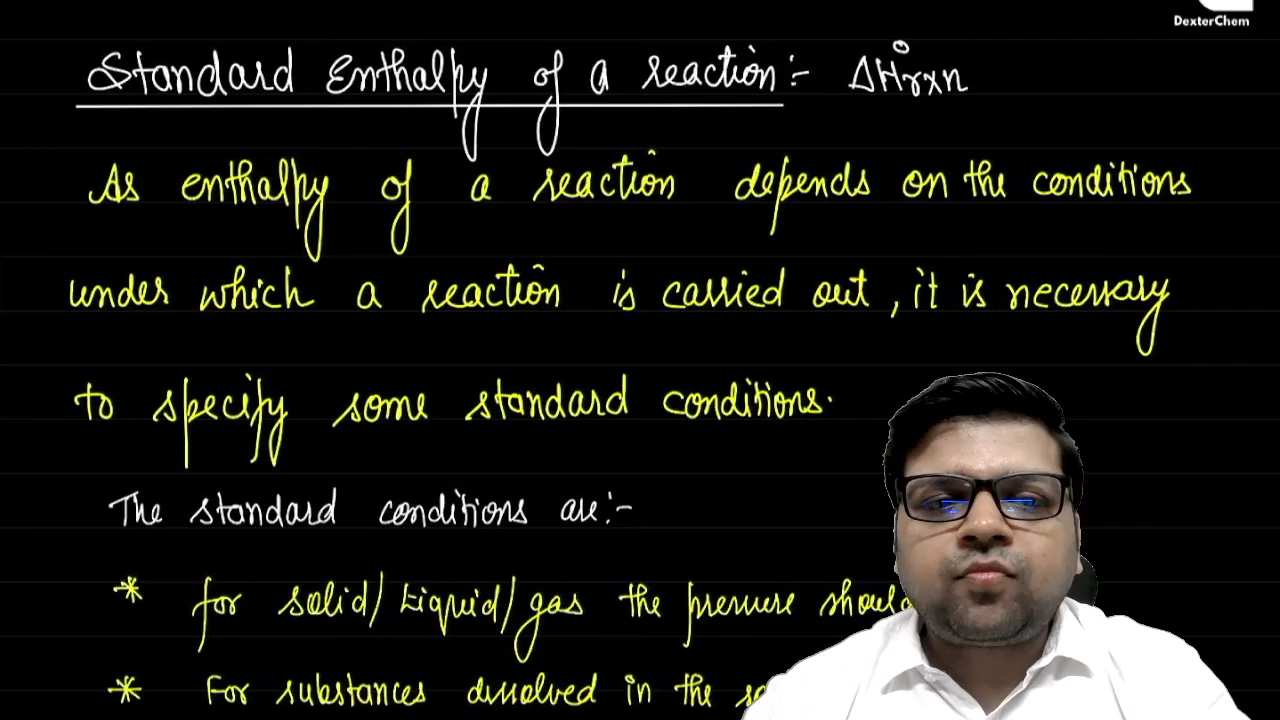 DexterChem
Standard Enthalpy of a reaction :- ΔH°rxn
As enthalpy of a reaction depends on the conditions
under which a reaction is carried out, it is necessary
to specify some standard conditions.
The standard conditions are :-
* for solid/Liquid/gas the pressure should
* For substances dissolved in the